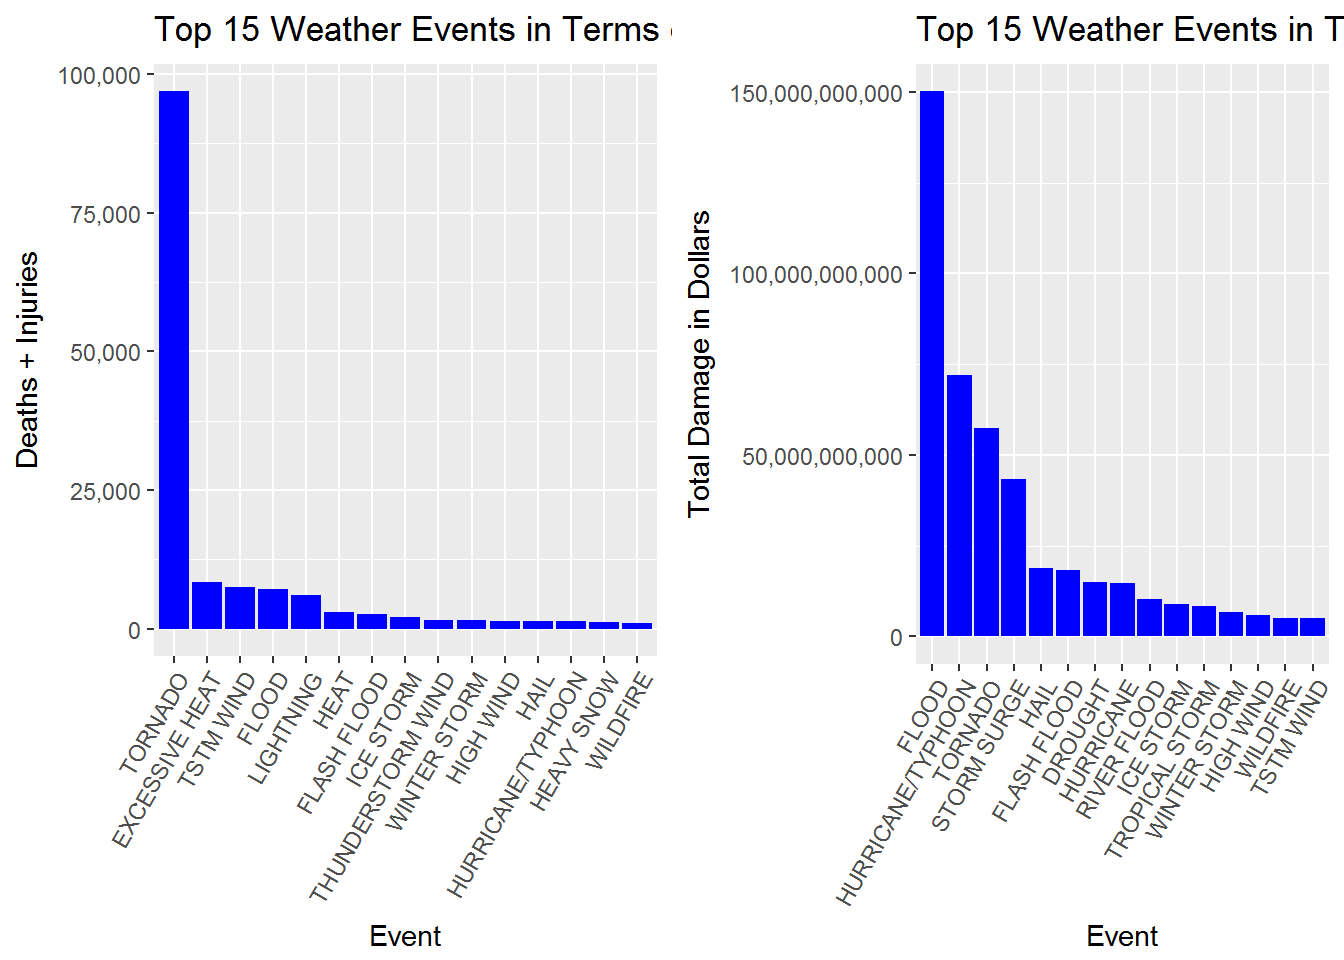 Top 15 Weather Events in Terms
Deaths + Injuries
100,000
75,000
50,000
25,000
0
TORNADO
EXCESSIVE HEAT
TSTM WIND
FLOOD
LIGHTNING
HEAT
FLASH FLOOD
ICE STORM
THUNDERSTORM WIND
WINTER STORM
HIGH WIND
HAIL
HURRICANE/TYPHOON
HEAVY SNOW
WILDFIRE
Event
Top 15 Weather Events in T
Total Damage in Dollars
150,000,000,000
100,000,000,000
50,000,000,000
0
FLOOD
HURRICANE/TYPHOON
TORNADO
STORM SURGE
HAIL
FLASH FLOOD
DROUGHT
HURRICANE
RIVER FLOOD
ICE STORM
TROPICAL STORM
WINTER STORM
HIGH WIND
WILDFIRE
TSTM WIND
Event